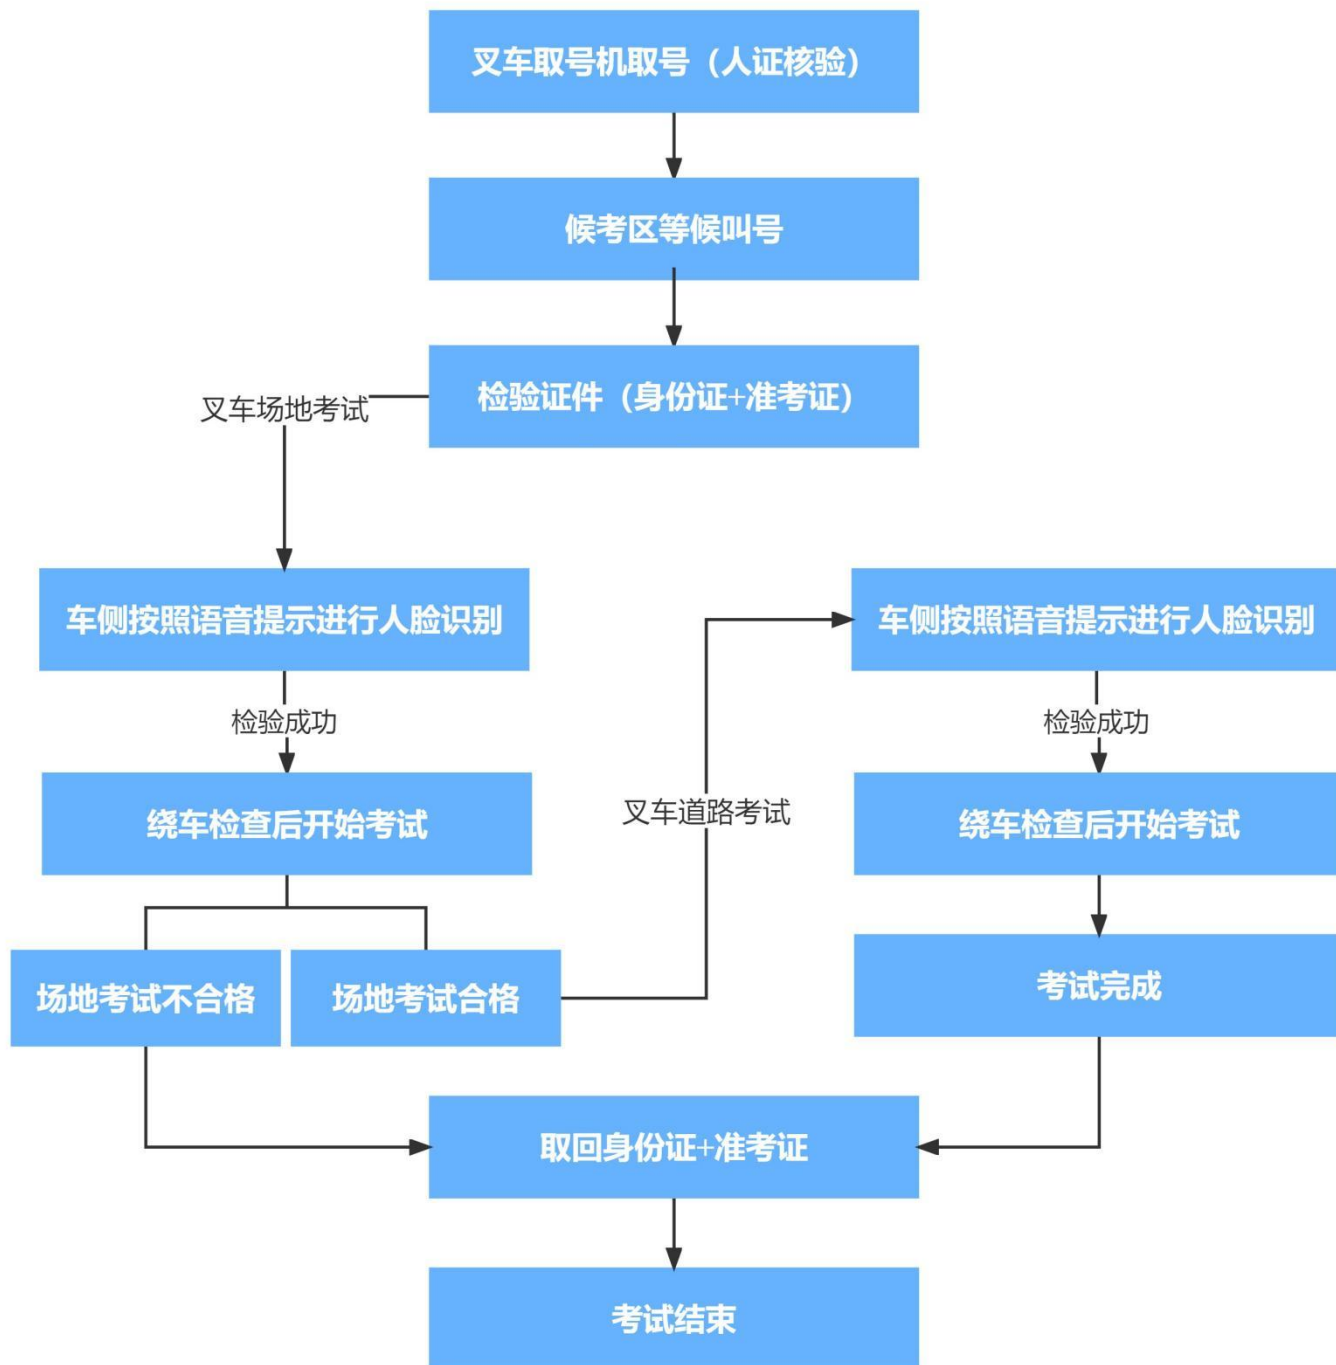 叉车取号机取号（人证核验）
候考区等候叫号
检验证件（身份证+准考证）
叉车场地考试
车侧按照语音提示进行人脸识别
检验成功
绕车检查后开始考试
场地考试不合格
场地考试合格
叉车道路考试
车侧按照语音提示进行人脸识别
检验成功
绕车检查后开始考试
考试完成
取回身份证+准考证
考试结束